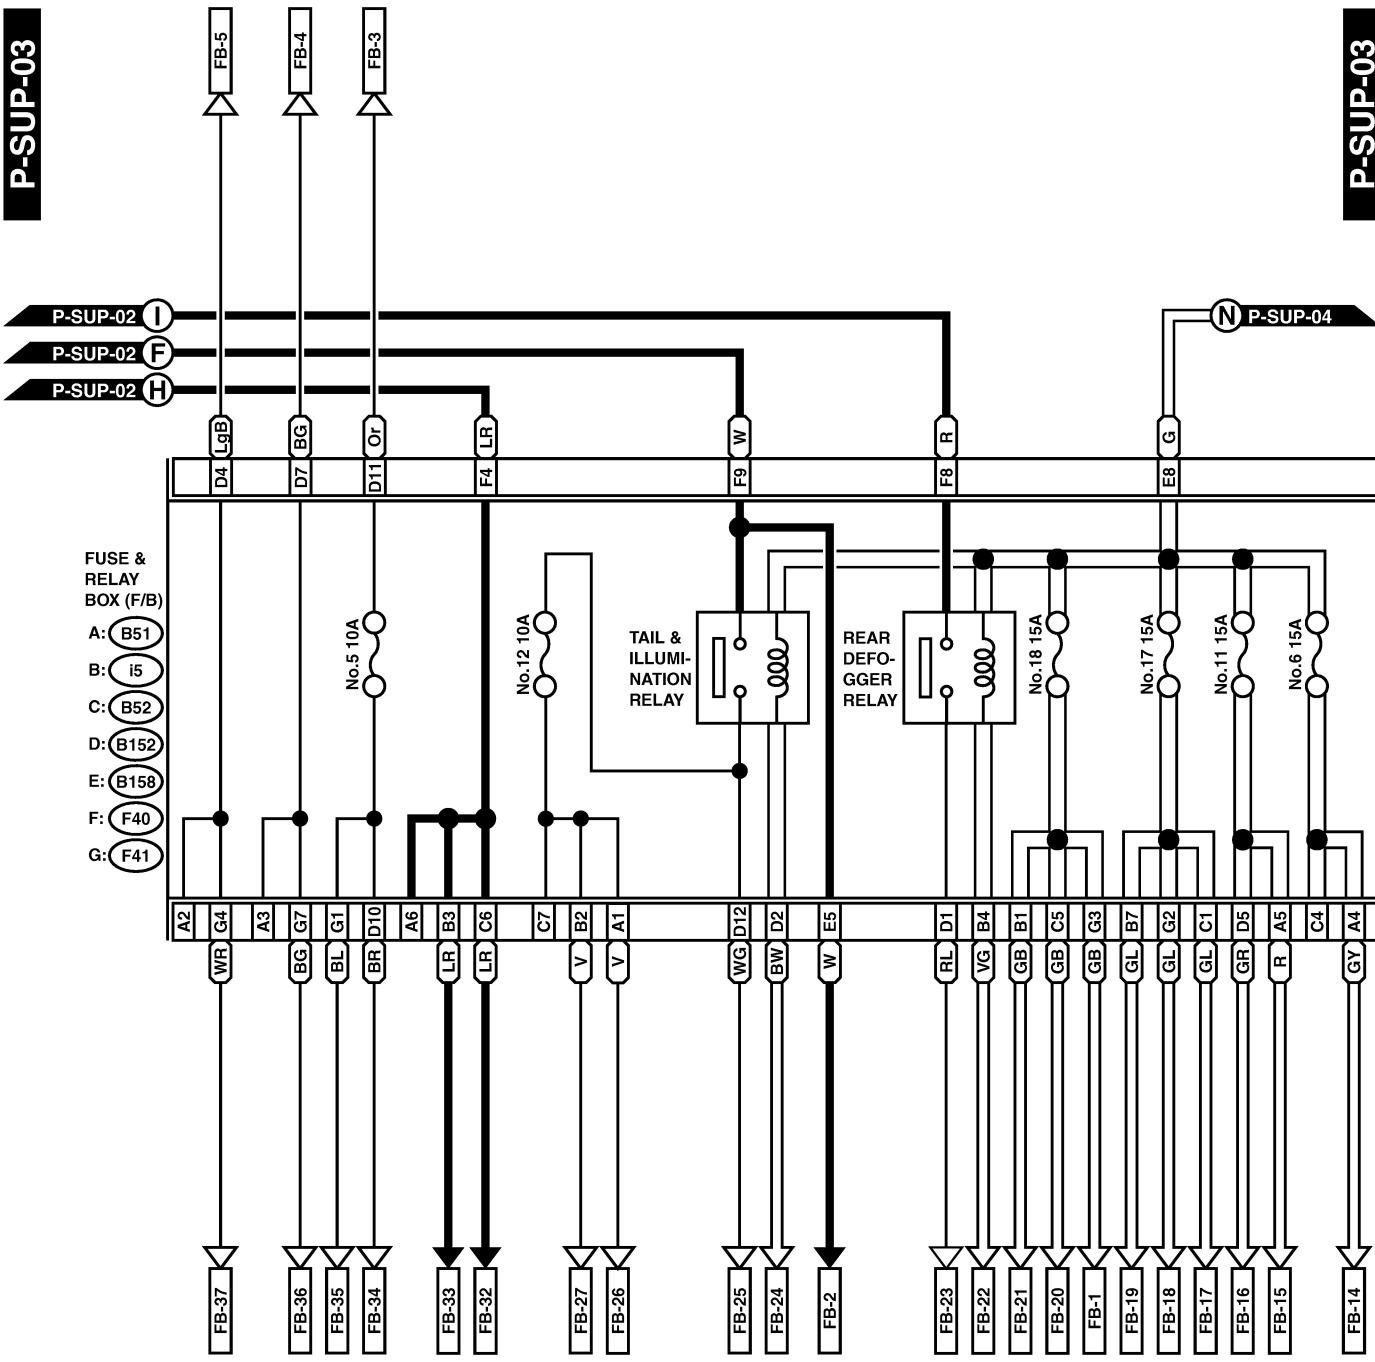 P-SUP-03
P-SUP-03
FB-5
FB-4
FB-3
P-SUP-02 I
N P-SUP-04
P-SUP-02 F
P-SUP-02 H
LgB
BG
Or
LR
W
R
G
D4
D7
D11
F4
F9
F8
E8
FUSE &
RELAY
BOX (F/B)
A: B51
B: i5
C: B52
D: B152
E: B158
F: F40
G: F41
No.5 10A
No.12 10A
TAIL &
ILLUMI-
NATION
RELAY
REAR
DEFO-
GGER
RELAY
No.18 15A
No.17 15A
No.11 15A
No.6 15A
A2
G4
A3
G7
G1
D10
A6
B3
C6
C7
B2
A1
D12
D2
E5
D1
B4
B1
C5
G3
B7
G2
C1
D5
A5
C4
A4
WR
BG
BL
BR
LR
LR
V
V
WG
BW
W
RL
VG
GB
GB
GB
GL
GL
GL
GR
R
GY
FB-37
FB-36
FB-35
FB-34
FB-33
FB-32
FB-27
FB-26
FB-25
FB-24
FB-2
FB-23
FB-22
FB-21
FB-20
FB-1
FB-19
FB-18
FB-17
FB-16
FB-15
FB-14